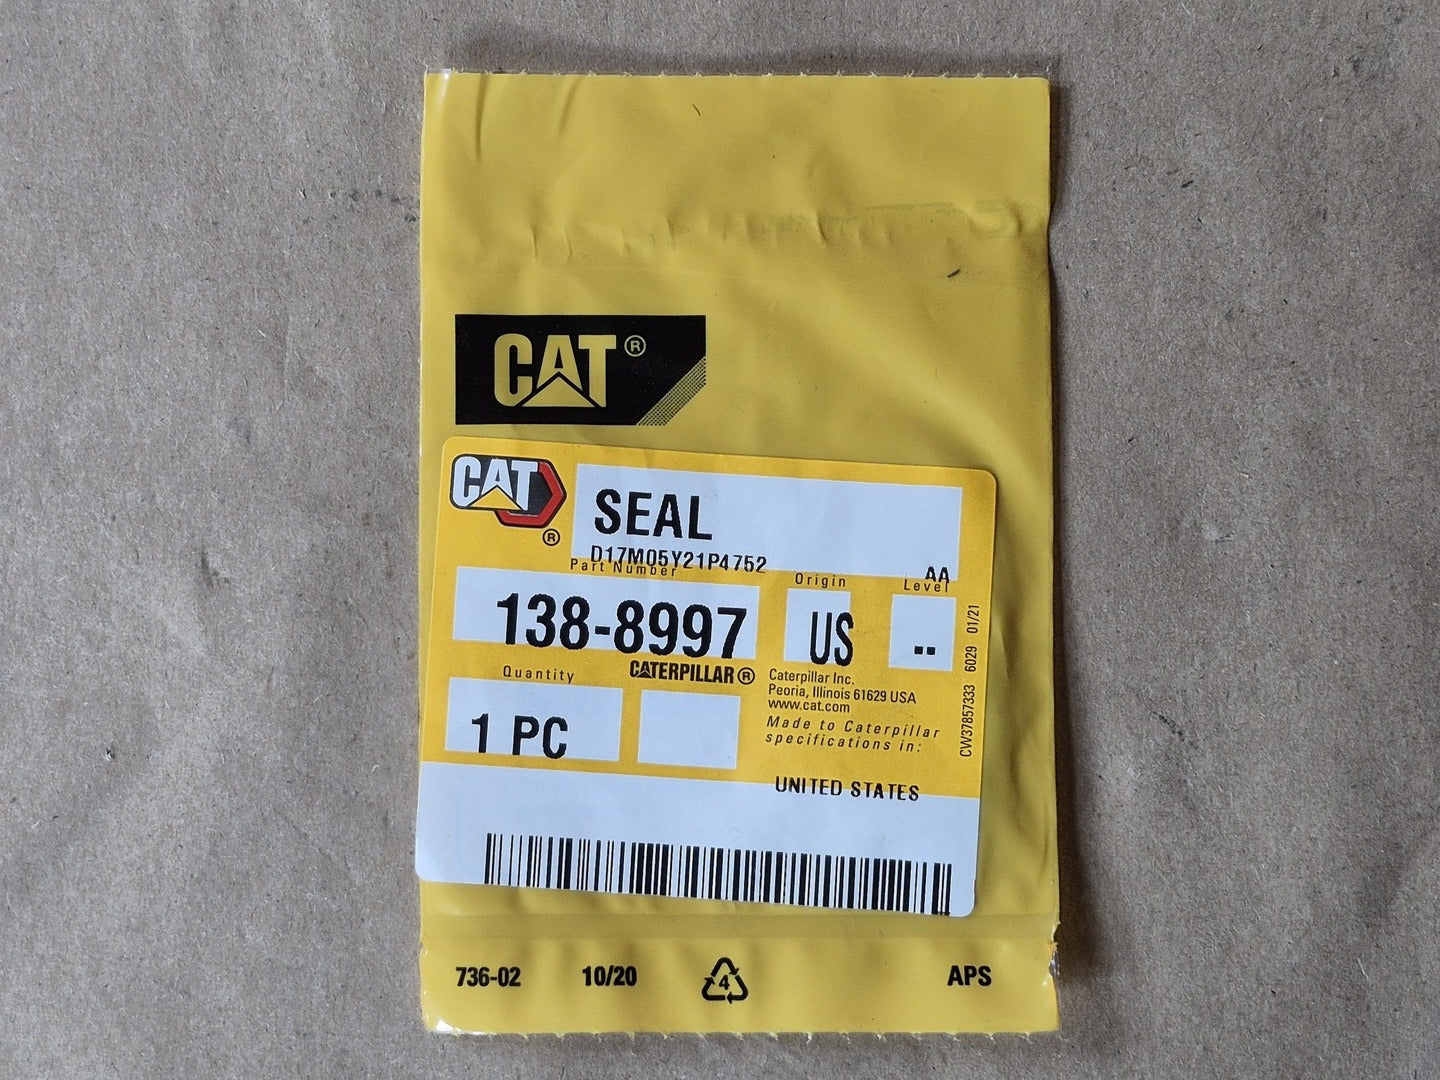 CAT®
CAT
®
SEAL
D17M05Y21P4752
AA
Part Number
Origin
Level
138-8997
US
--
Quantity
CATERPILLAR®
1 PC
Caterpillar Inc.
Peoria, Illinois 61629 USA
www.cat.com
Made to Caterpillar
specifications in:
UNITED STATES
CW37857333 6029 01/21
736-02 10/20 4 APS